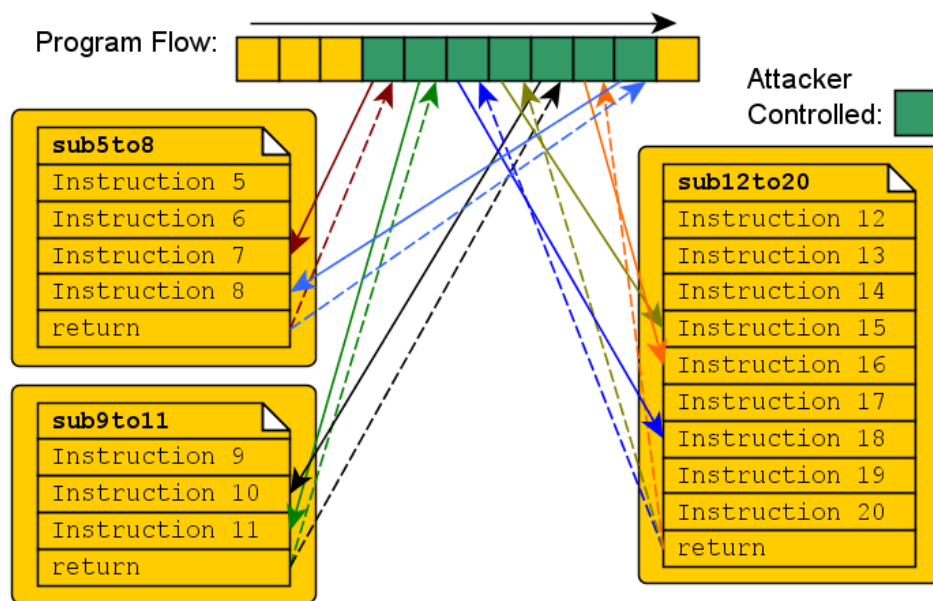 Program Flow:
Attacker
Controlled:
sub5to8
Instruction 5
Instruction 6
Instruction 7
Instruction 8
return
sub9to11
Instruction 9
Instruction 10
Instruction 11
return
sub12to20
Instruction 12
Instruction 13
Instruction 14
Instruction 15
Instruction 16
Instruction 17
Instruction 18
Instruction 19
Instruction 20
return